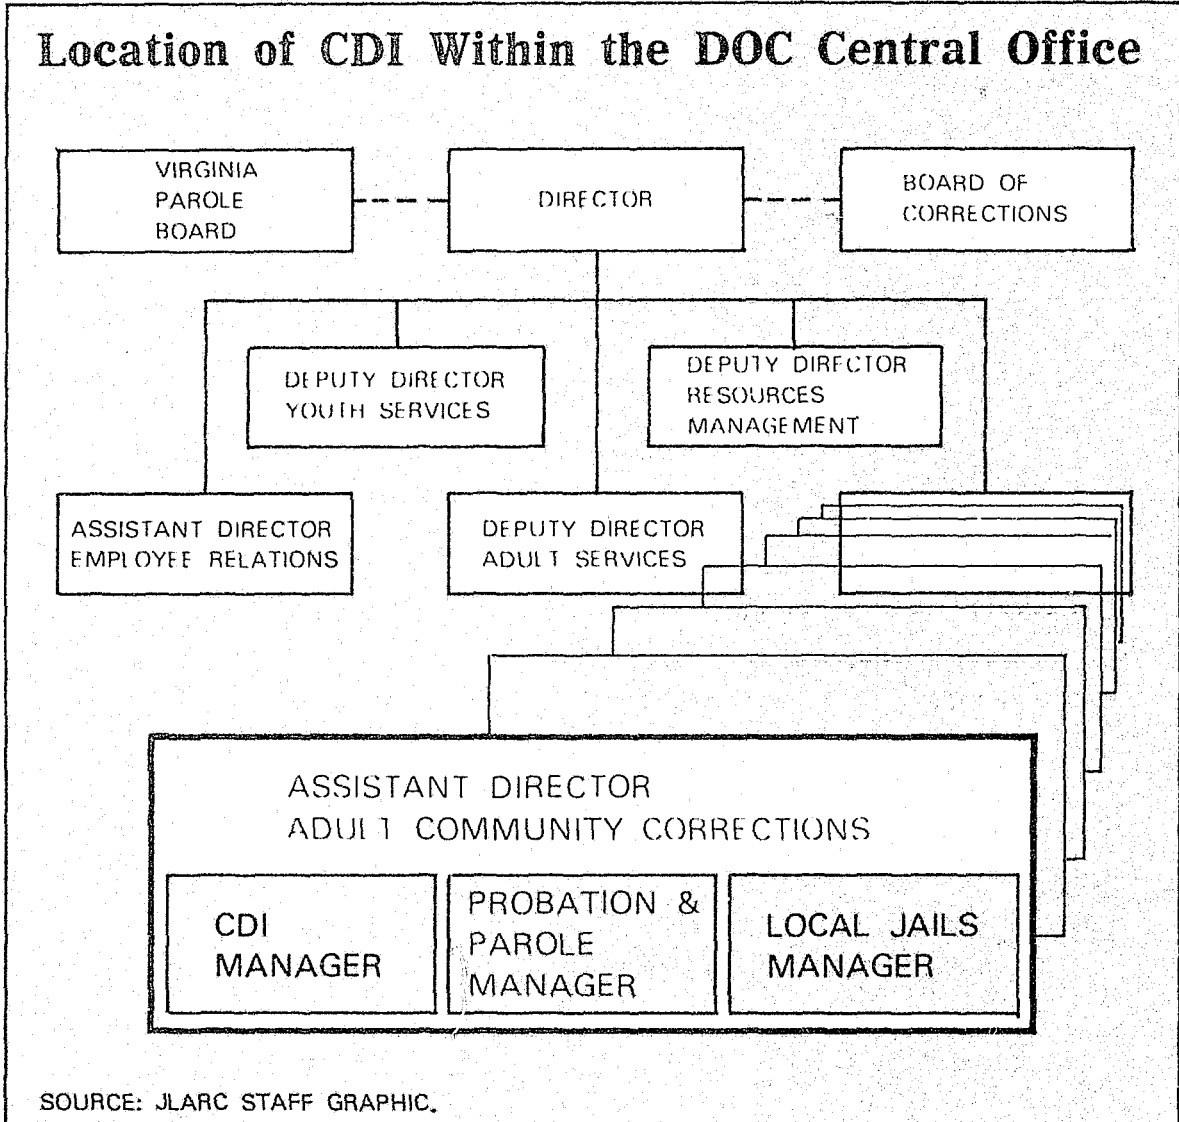 Location of CDI Within the DOC Central Office
VIRGINIA
PAROLE
BOARD
DIRECTOR
BOARD OF
CORRECTIONS
DEPUTY DIRECTOR
YOUTH SERVICES
DEPUTY DIRECTOR
RESOURCES
MANAGEMENT
ASSISTANT DIRECTOR
EMPLOYEE RELATIONS
DEPUTY DIRECTOR
ADULT SERVICES
ASSISTANT DIRECTOR
ADULT COMMUNITY CORRECTIONS
CDI
MANAGER
PROBATION &
PAROLE
MANAGER
LOCAL JAILS
MANAGER
SOURCE: JLARC STAFF GRAPHIC.